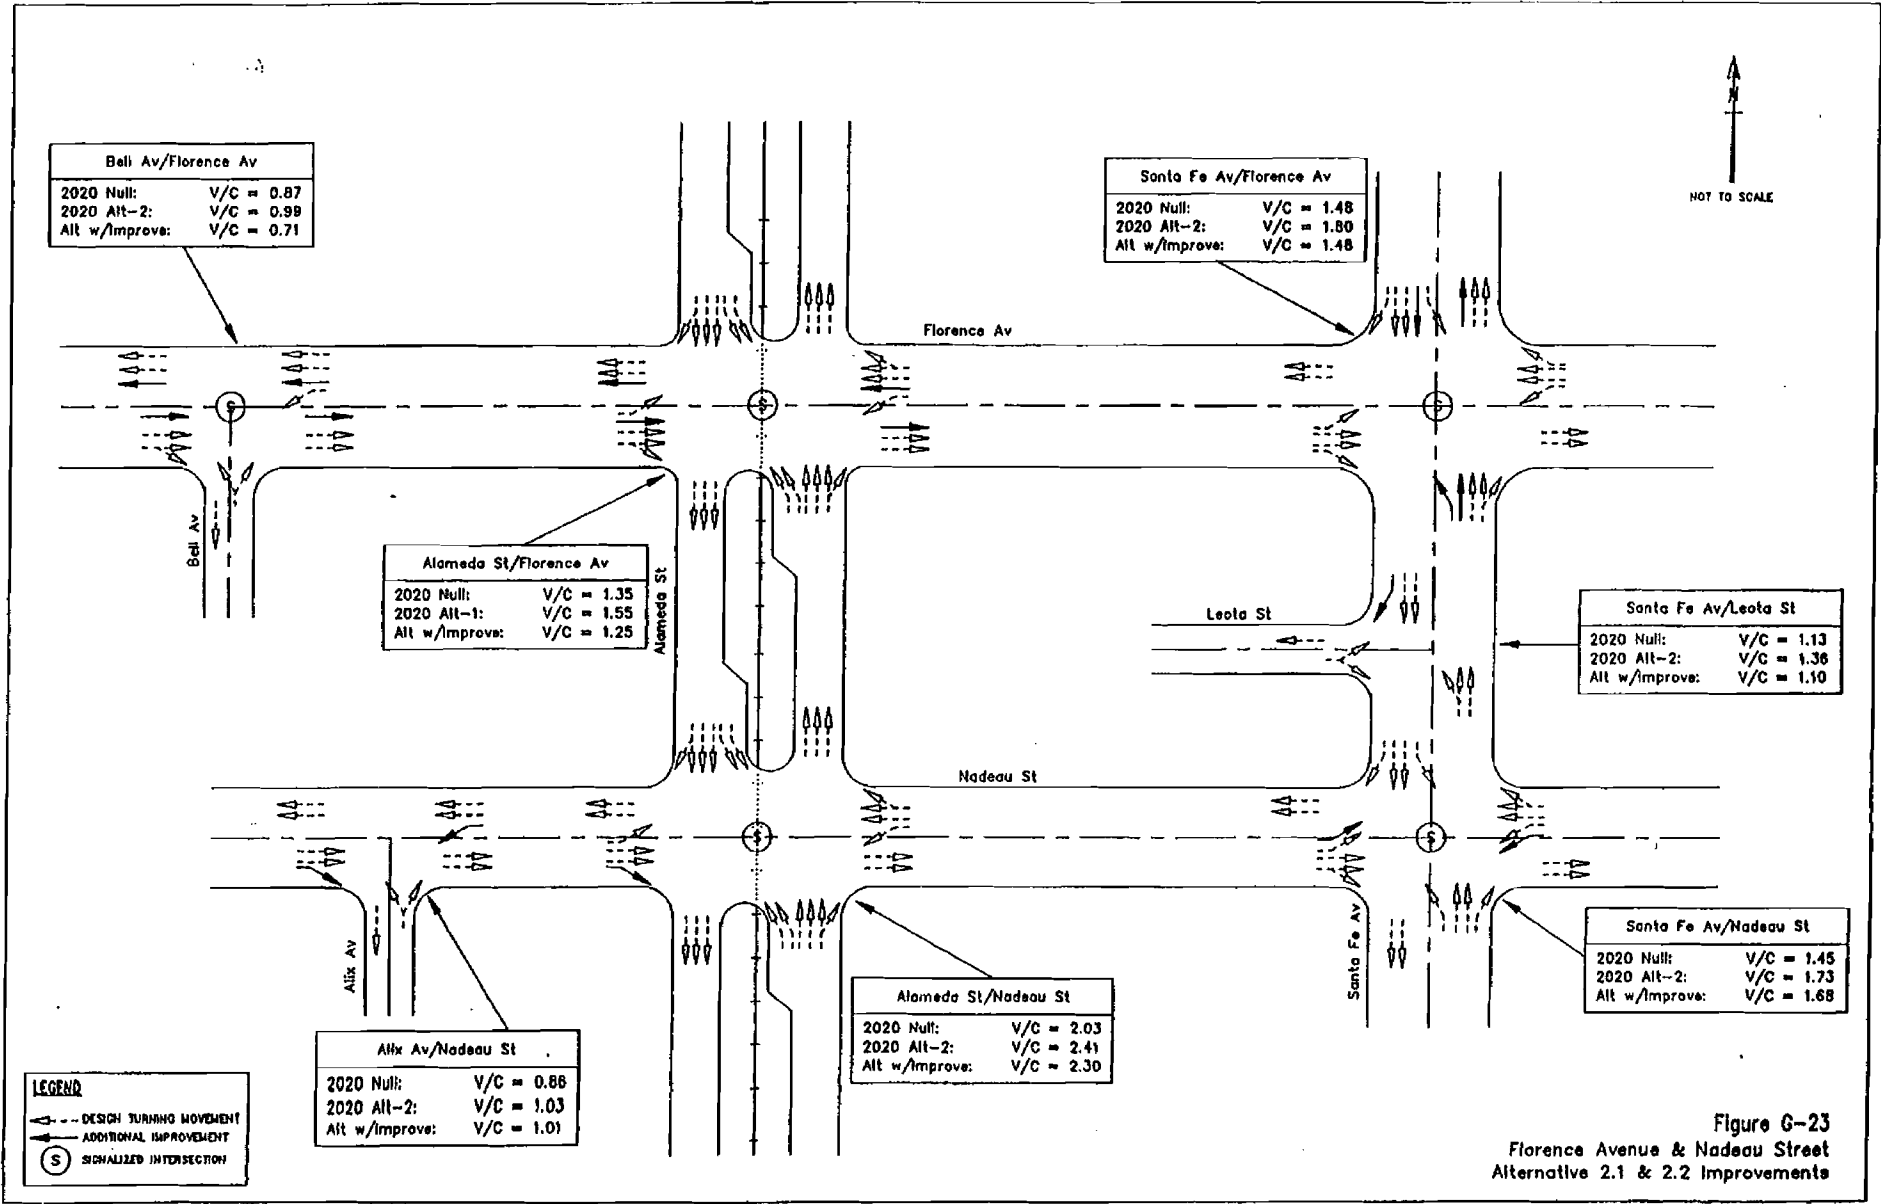 N
NOT TO SCALE
Bell Av/Florence Av
2020 Null: V/C = 0.87
2020 Alt-2: V/C = 0.99
Alt w/Improve: V/C = 0.71
Santa Fe Av/Florence Av
2020 Null: V/C = 1.48
2020 Alt-2: V/C = 1.80
Alt w/Improve: V/C = 1.48
Florence Av
S
S
S
Bell Av
Alameda St/Florence Av
2020 Null: V/C = 1.35
2020 Alt-1: V/C = 1.55
Alt w/Improve: V/C = 1.25
Alameda St
Leota St
Santa Fe Av/Leota St
2020 Null: V/C = 1.13
2020 Alt-2: V/C = 1.36
Alt w/Improve: V/C = 1.10
Nadeau St
S
S
Alix Av
Santa Fe Av
Santa Fe Av/Nadeau St
2020 Null: V/C = 1.45
2020 Alt-2: V/C = 1.73
Alt w/Improve: V/C = 1.68
Alameda St/Nadeau St
2020 Null: V/C = 2.03
2020 Alt-2: V/C = 2.41
Alt w/Improve: V/C = 2.30
Alix Av/Nadeau St
2020 Null: V/C =
2020 Alt-2: V/C = 1.03
Alt w/Improve: V/C = 1.01
LEGEND
DESIGN TURNING MOVEMENT
ADDITIONAL IMPROVEMENT
S SIGNALIZED INTERSECTION
Figure G-23
Florence Avenue & Nadeau Street
Alternative 2.1 & 2.2 Improvements